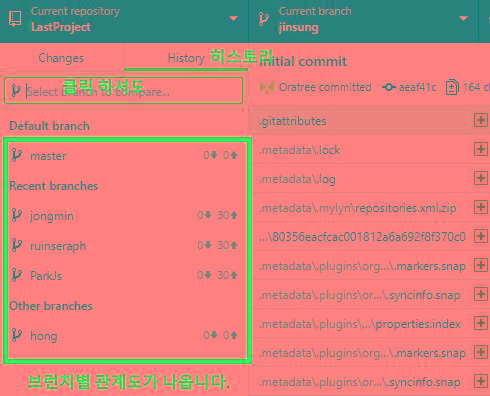 Current repository
LastProject
Current branch
jinsung
Changes
History
히스토리
Select branch to compare...
클릭 하셔도
Default branch
master
0 0
Recent branches
jongmin
0 30
ruinseraph
0 30
ParkJs
0 30
Other branches
hong
0 0
브런치별 관계도가 나옵니다.
Initial commit
Oratree committed
aeaf41c
164 c
.gitattributes
.metadata\.lock
.metadata\.log
.metadata\.mylyn\repositories.xml.zip
...\80356eacfcac001812a6a692f8f370c0
.metadata\.plugins\org...\.markers.snap
.metadata\.plugins\or...\.syncinfo.snap
.metadata\.plugins\...\properties.index
.metadata\.plugins\org...\.markers.snap
.metadata\.plugins\or...\.syncinfo.snap